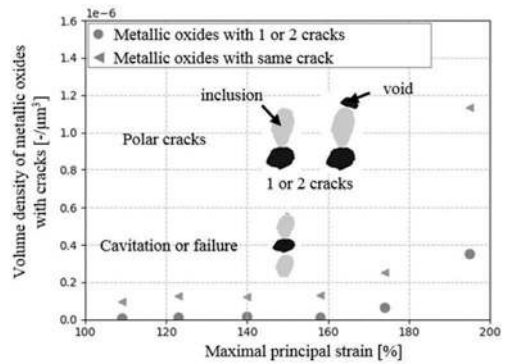 1e−6
Volume density of metallic oxides
with cracks [-/μm³]
1.6
1.4
1.2
1.0
0.8
0.6
0.4
0.2
0.0
Metallic oxides with 1 or 2 cracks
Metallic oxides with same crack
inclusion
void
Polar cracks
1 or 2 cracks
Cavitation or failure
100
120
140
160
180
200
Maximal principal strain [%]